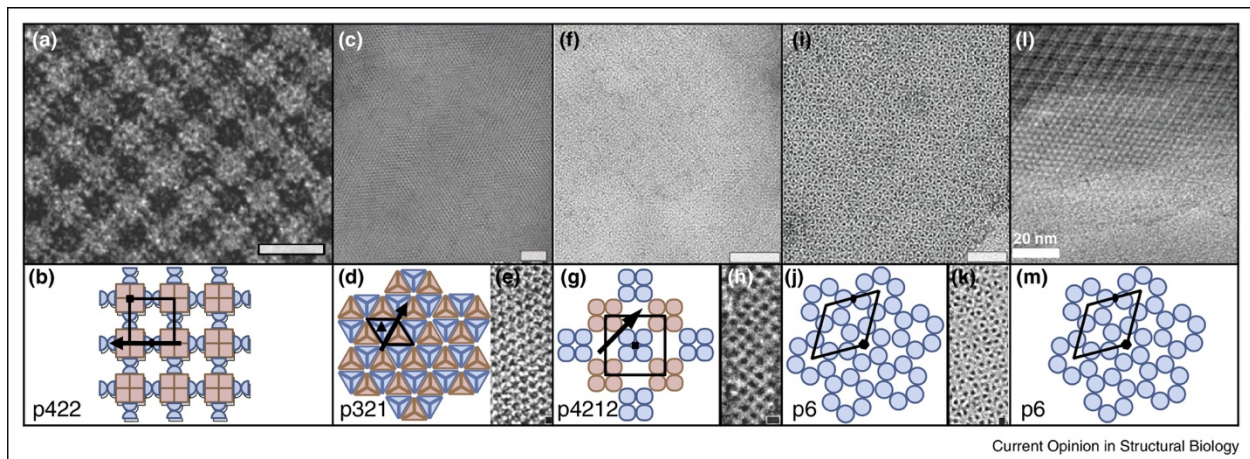 (a)
(c)
(f)
(i)
(l)
20 nm
(b)
(d)
(e)
(g)
(h)
(j)
(k)
(m)
p422
p321
p4212
p6
p6
Current Opinion in Structural Biology